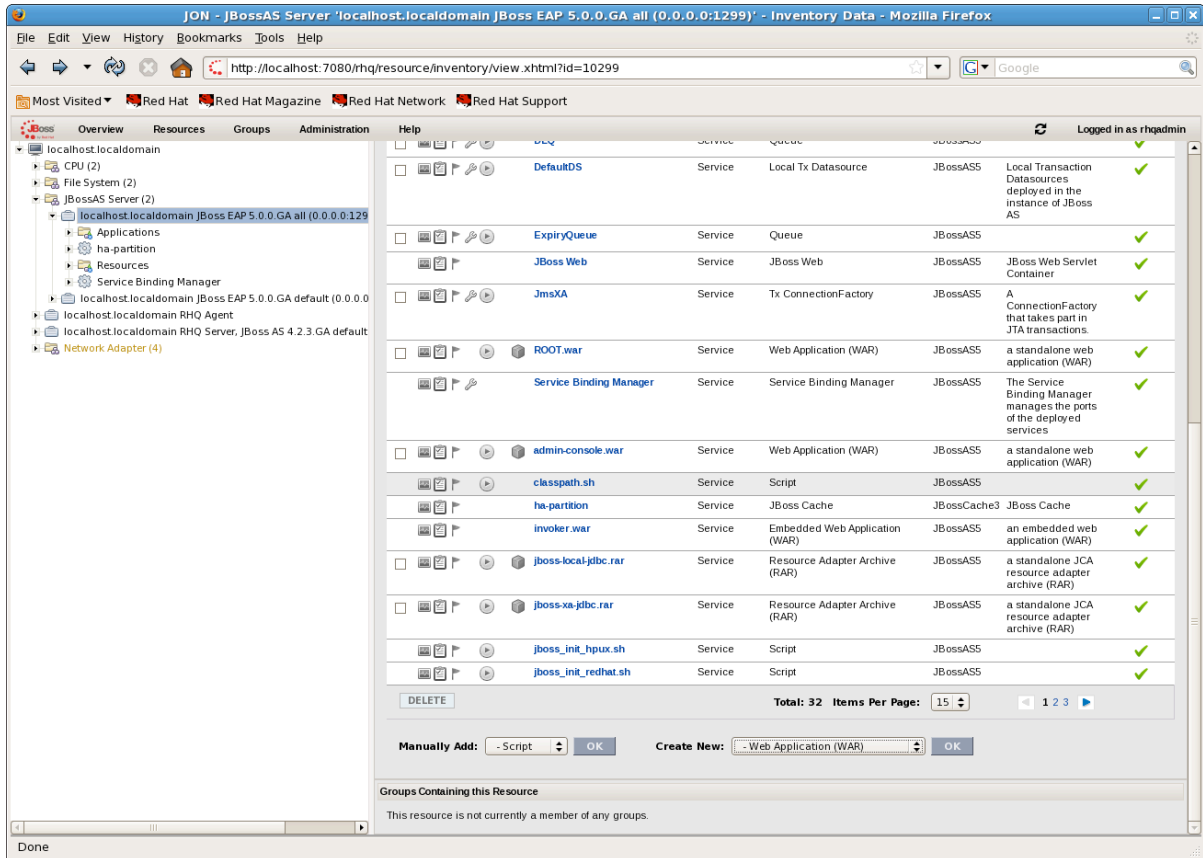 JON - JBossAS Server 'localhost.localdomain JBoss EAP 5.0.0.GA all (0.0.0.0:1299)' - Inventory Data - Mozilla Firefox
File Edit View History Bookmarks Tools Help
http://localhost:7080/rhq/resource/inventory/view.xhtml?id=10299
G Google
Most Visited Red Hat Red Hat Magazine Red Hat Network Red Hat Support
JBoss Overview Resources Groups Administration Help Logged in as rhqadmin
localhost.localdomain
CPU (2)
File System (2)
JBossAS Server (2)
localhost.localdomain JBoss EAP 5.0.0.GA all (0.0.0.0:129
Applications
ha-partition
Resources
Service Binding Manager
localhost.localdomain JBoss EAP 5.0.0.GA default (0.0.0.0
localhost.localdomain RHQ Agent
localhost.localdomain RHQ Server, JBoss AS 4.2.3.GA default
Network Adapter (4)
DLQ Service Queue JBossAS5
DefaultDS Service Local Tx Datasource JBossAS5 Local Transaction
Datasources
deployed in the
instance of JBoss
AS
ExpiryQueue Service Queue JBossAS5
JBoss Web Service JBoss Web JBossAS5 JBoss Web Servlet
Container
JmsXA Service Tx ConnectionFactory JBossAS5 A
ConnectionFactory
that takes part in
JTA transactions.
ROOT.war Service Web Application (WAR) JBossAS5 a standalone web
application (WAR)
Service Binding Manager Service Service Binding Manager JBossAS5 The Service
Binding Manager
manages the ports
of the deployed
services
admin-console.war Service Web Application (WAR) JBossAS5 a standalone web
application (WAR)
classpath.sh Service Script JBossAS5
ha-partition Service JBoss Cache JBossCache3 JBoss Cache
invoker.war Service Embedded Web Application JBossAS5 an embedded web
(WAR) application (WAR)
jboss-local-jdbc.rar Service Resource Adapter Archive JBossAS5 a standalone JCA
(RAR) resource adapter
archive (RAR)
jboss-xa-jdbc.rar Service Resource Adapter Archive JBossAS5 a standalone JCA
(RAR) resource adapter
archive (RAR)
jboss_init_hpux.sh Service Script JBossAS5
jboss_init_redhat.sh Service Script JBossAS5
DELETE Total: 32 Items Per Page: 15 1 2 3
Manually Add: - Script OK Create New: - Web Application (WAR) OK
Groups Containing this Resource
This resource is not currently a member of any groups.
Done